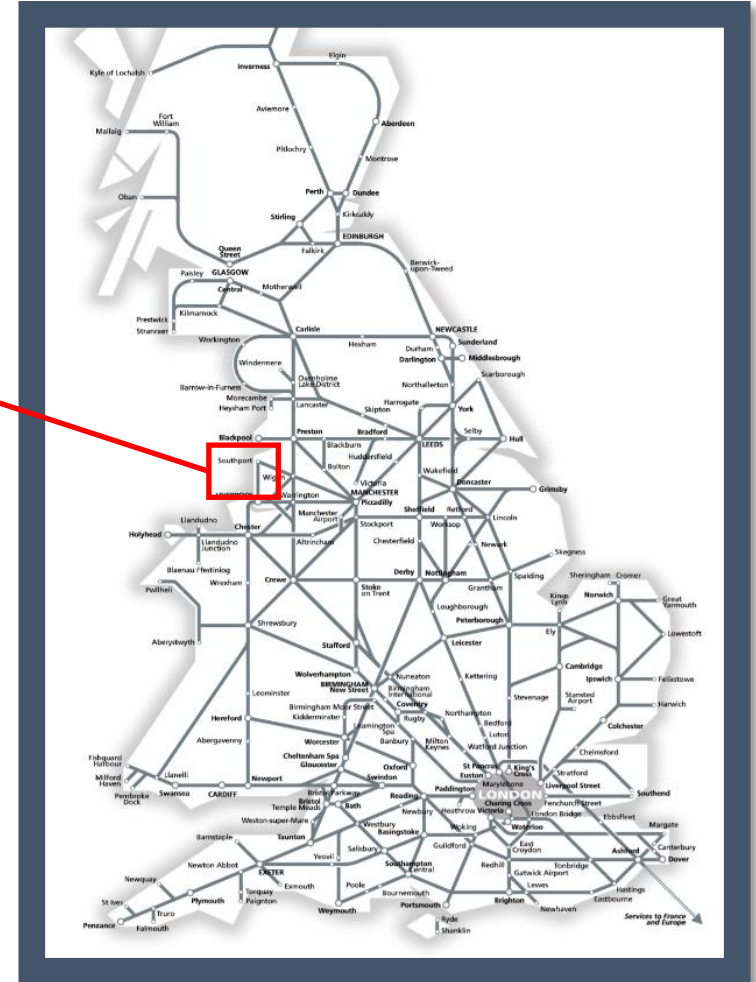 Elgin
Inverness
Kyle of Lochalsh
Aviemore
Fort
William
Aberdeen
Mallaig
Pitlochry
Montrose
Perth
Dundee
Oban
Stirling
Kirkcaldy
EDINBURGH
Queen
Street
Falkirk
Berwick-
upon-Tweed
Paisley
GLASGOW
Central
Motherwell
Prestwick
Kilmarnock
Stranraer
Carlisle
NEWCASTLE
Workington
Hexham
Sunderland
Durham
Darlington
Middlesbrough
Windermere
Scarborough
Oxenholme
Lake District
Barrow-in-Furness
Northallerton
Morecambe
Heysham Port
Lancaster
Harrogate
Skipton
York
Blackpool
Preston
Bradford
Selby
Blackburn
LEEDS
Hull
Southport
Huddersfield
Bolton
Wakefield
Wigan
Victoria
Doncaster
MANCHESTER
Piccadilly
Grimsby
Warrington
Sheffield
Retford
Manchester
Airport
Llandudno
Stockport
Worksop
Lincoln
Holyhead
Chester
Llandudno
Junction
Altrincham
Chesterfield
Newark
Skegness
Blaenau Ffestiniog
Derby
Nottingham
Sheringham
Cromer
Wrexham
Crewe
Stoke
on Trent
Spalding
Pwllheli
Grantham
Kings
Lynn
Norwich
Great
Yarmouth
Loughborough
Shrewsbury
Peterborough
Ely
Lowestoft
Aberystwyth
Stafford
Leicester
Cambridge
Wolverhampton
Nuneaton
Kettering
Ipswich
Felixstowe
BIRMINGHAM
New Street
Birmingham
International
Leominster
Stevenage
Stansted
Airport
Birmingham Moor Street
Coventry
Harwich
Hereford
Kidderminster
Rugby
Northampton
Leamington
Spa
Bedford
Colchester
Abergavenny
Worcester
Banbury
Milton
Keynes
Luton
Watford Junction
Chelmsford
Fishguard
Harbour
Cheltenham Spa
Gloucester
Oxford
St Pancras
King's
Cross
Euston
Stratford
Milford
Haven
Llanelli
Newport
Swindon
Marylebone
Liverpool Street
Pembroke
Dock
Swansea
CARDIFF
Bristol Parkway
Reading
Paddington
LONDON
Southend
Bristol
Temple Meads
Bath
Charing Cross
Fenchurch Street
Newbury
Heathrow
Victoria
London Bridge
Ebbsfleet
Weston-super-Mare
Westbury
Waterloo
Margate
Barnstaple
Taunton
Basingstoke
Woking
East
Croydon
Canterbury
Salisbury
Guildford
Ashford
Dover
Yeovil
Redhill
Tonbridge
Newton Abbot
EXETER
Southampton
Central
Gatwick Airport
Newquay
Exmouth
Poole
Lewes
Hastings
Torquay
Bournemouth
Eastbourne
St Ives
Plymouth
Paignton
Weymouth
Portsmouth
Brighton
Newhaven
Truro
Ryde
Services to France
and Europe
Penzance
Falmouth
Shanklin